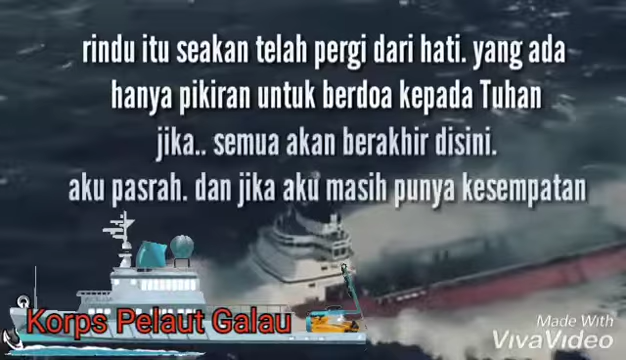 rindu itu seakan telah pergi dari hati. yang ada
hanya pikiran untuk berdoa kepada Tuhan
jika.. semua akan berakhir disini.
aku pasrah. dan jika aku masih punya kesempatan
Korps Pelaut Galau
Made With
VivaVideo